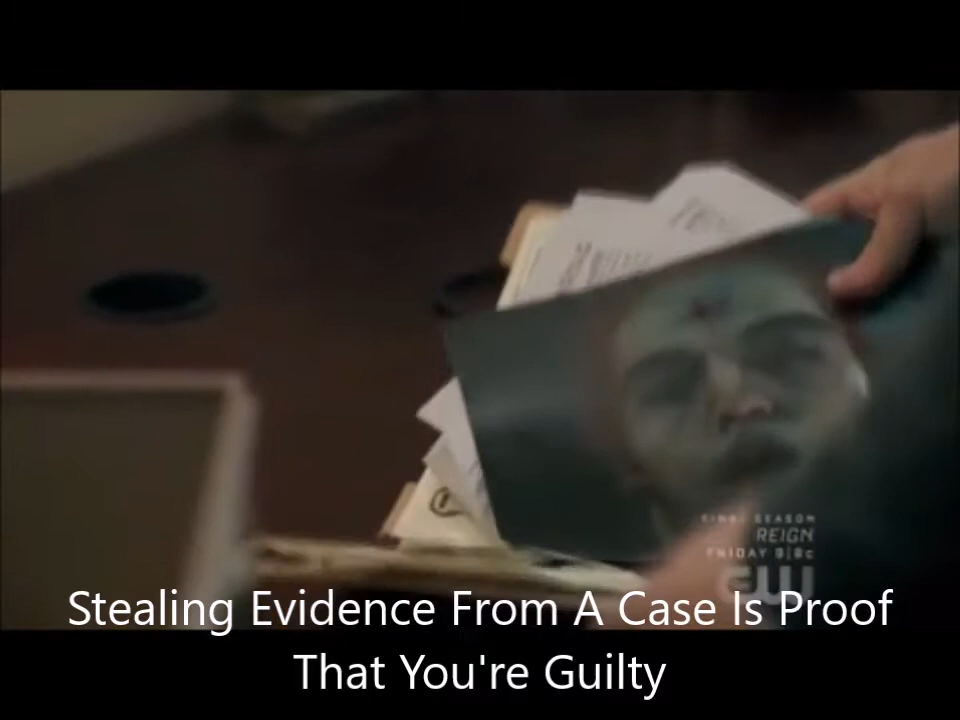 FINAL SEASON
REIGN
FRIDAY 9|8c
CW
Stealing Evidence From A Case Is Proof
That You're Guilty